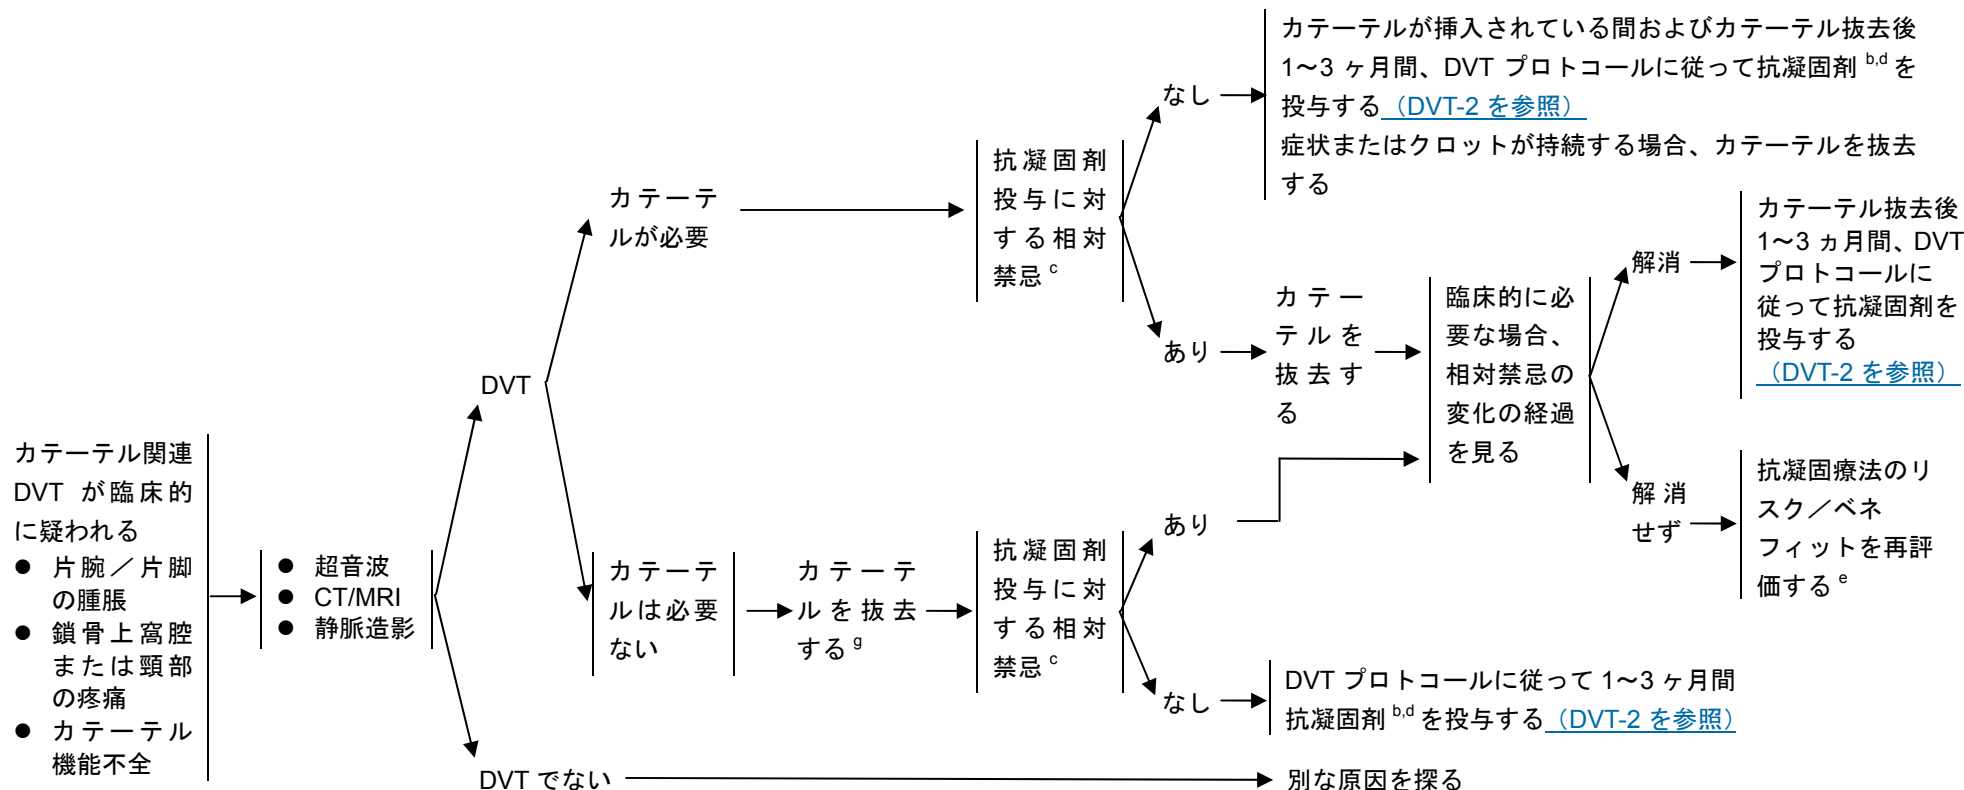 カテーテル関連
DVT が臨床的
に疑われる
● 片腕／片脚
の腫脹
● 鎖骨上窩腔
または頸部
の疼痛
● カテーテル
機能不全
● 超音波
● CT/MRI
● 静脈造影
DVT
DVT でない
カテーテ
ルが必要
カテーテ
ルは必要
ない
カテーテ
ルを抜去
する g
抗凝固剤
投与に対
する相対
禁忌 c
抗凝固剤
投与に対
する相対
禁忌 c
なし
あり
あり
なし
カテーテルが挿入されている間およびカテーテル抜去後
1～3 ヶ月間、DVT プロトコールに従って抗凝固剤 b,d を
投与する（DVT-2 を参照）
症状またはクロットが持続する場合、カテーテルを抜去
する
カテー
テルを
抜去す
る
臨床的に必
要な場合、
相対禁忌の
変化の経過
を見る
解消
解消
せず
カテーテル抜去後
1～3 ヵ月間、DVT
プロトコールに
従って抗凝固剤を
投与する
（DVT-2 を参照）
抗凝固療法のリ
スク／ベネ
フィットを再評
価する e
DVT プロトコールに従って 1～3 ヶ月間
抗凝固剤 b,d を投与する（DVT-2 を参照）
別な原因を探る